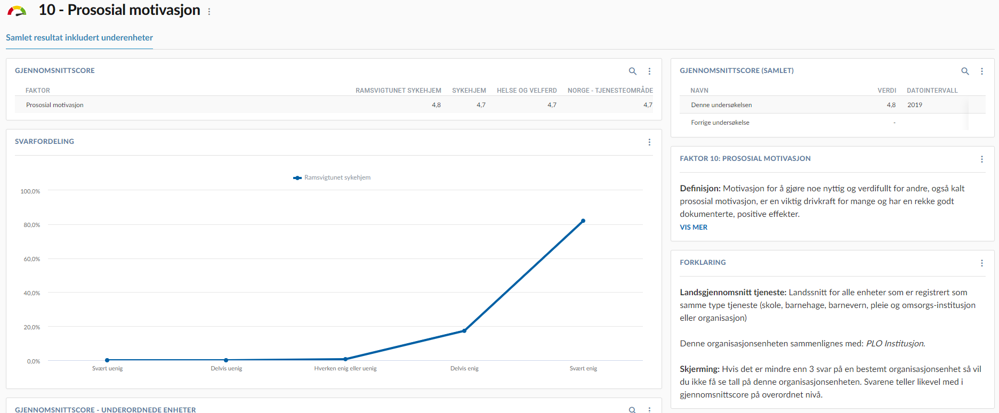 10 - Prososial motivasjon
Samlet resultat inkludert underenheter
GJENNOMSNITTSCORE
FAKTOR RAMSVIGTUNET SYKEHJEM SYKEHJEM HELSE OG VELFERD NORGE - TJENESTEOMRÅDE
Prososial motivasjon 4,8 4,7 4,7 4,7
SVARFORDELING
Ramsvigtunet sykehjem
100,0%
80,0%
60,0%
40,0%
20,0%
0,0%
Svært uenig Delvis uenig Hverken enig eller uenig Delvis enig Svært enig
GJENNOMSNITTSCORE - UNDERORDNEDE ENHETER
GJENNOMSNITTSCORE (SAMLET)
NAVN VERDI DATOINTERVALL
Denne undersøkelsen 4,8 2019
Forrige undersøkelse -
FAKTOR 10: PROSOSIAL MOTIVASJON
Definisjon: Motivasjon for å gjøre noe nyttig og verdifullt for andre, også kalt
prososial motivasjon, er en viktig drivkraft for mange og har en rekke godt
dokumenterte, positive effekter.
VIS MER
FORKLARING
Landsgjennomsnitt tjeneste: Landssnitt for alle enheter som er registrert som
samme type tjeneste (skole, barnehage, barnevern, pleie og omsorgs-institusjon
eller organisasjon)
Denne organisasjonsenheten sammenlignes med: PLO Institusjon.
Skjerming: Hvis det er mindre enn 3 svar på en bestemt organisasjonsenhet så vil
du ikke få se tall på denne organisasjonsenheten. Svarene teller likevel med i
gjennomsnittscore på overordnet nivå.